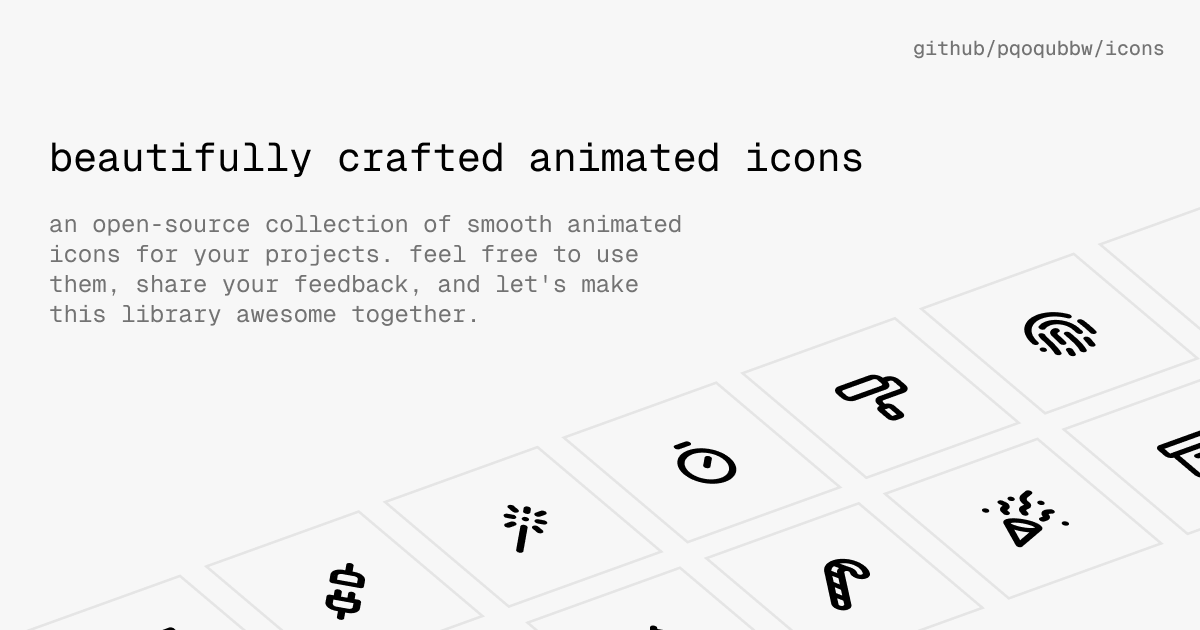 github/pqoqubbw/icons
beautifully crafted animated icons
an open-source collection of smooth animated
icons for your projects. feel free to use
them, share your feedback, and let's make
this library awesome together.